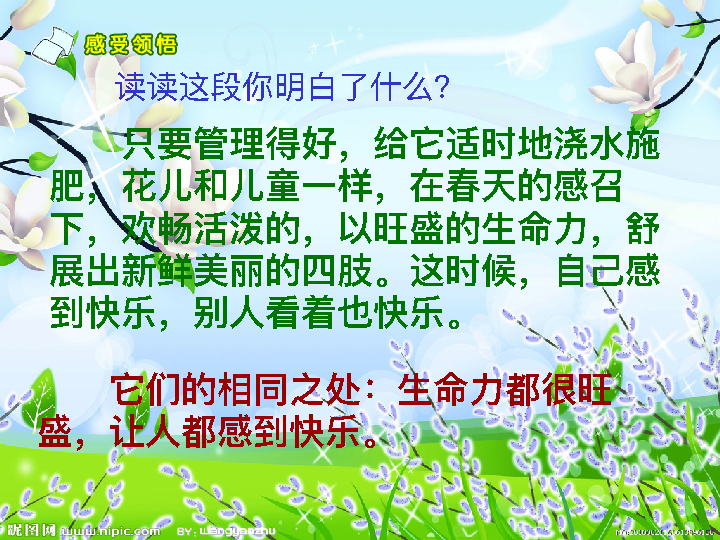 感受领悟
读读这段你明白了什么？
只要管理得好，给它适时地浇水施
肥，花儿和儿童一样，在春天的感召
下，欢畅活泼的，以旺盛的生命力，舒
展出新鲜美丽的四肢。这时候，自己感
到快乐，别人看着也快乐。
它们的相同之处：生命力都很旺
盛，让人都感到快乐。
昵图网 www.nipic.com BY: wangyanzhu